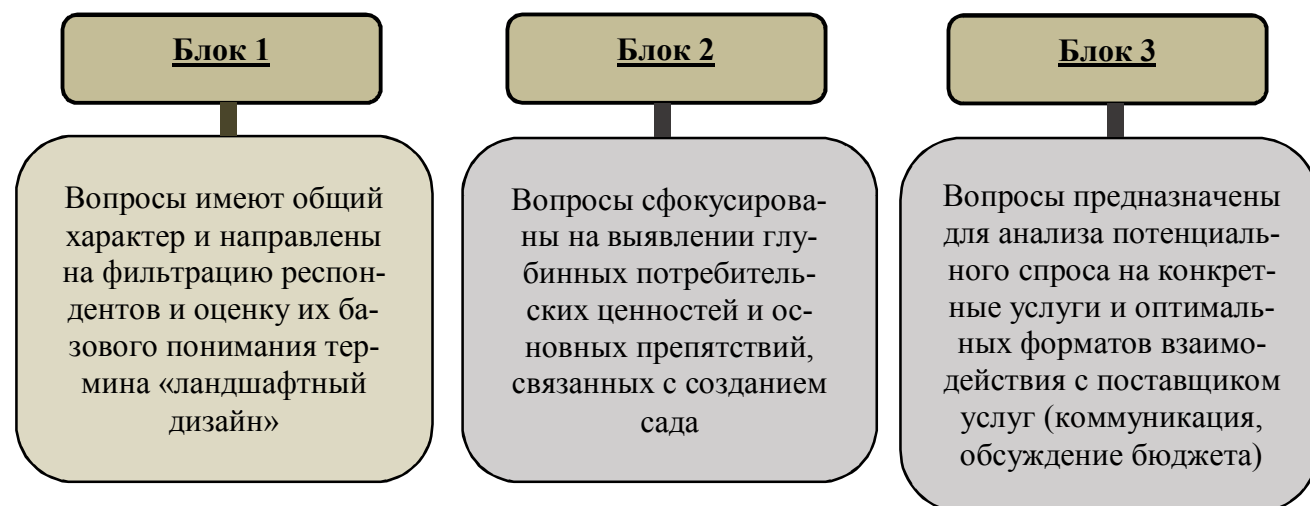 Блок 1
Вопросы имеют общий
характер и направлены
на фильтрацию респон-
дентов и оценку их ба-
зового понимания тер-
мина «ландшафтный
дизайн»
Блок 2
Вопросы сфокусирова-
ны на выявлении глу-
бинных потребитель-
ских ценностей и ос-
новных препятствий,
связанных с созданием
сада
Блок 3
Вопросы предназначены
для анализа потенциаль-
ного спроса на конкрет-
ные услуги и оптималь-
ных форматов взаимо-
действия с поставщиком
услуг (коммуникация,
обсуждение бюджета)